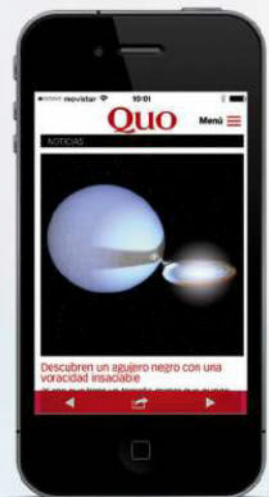 movistar 10:01
Quo Menú
NOTICIAS
Descubren un agujero negro con una
voracidad insaciable